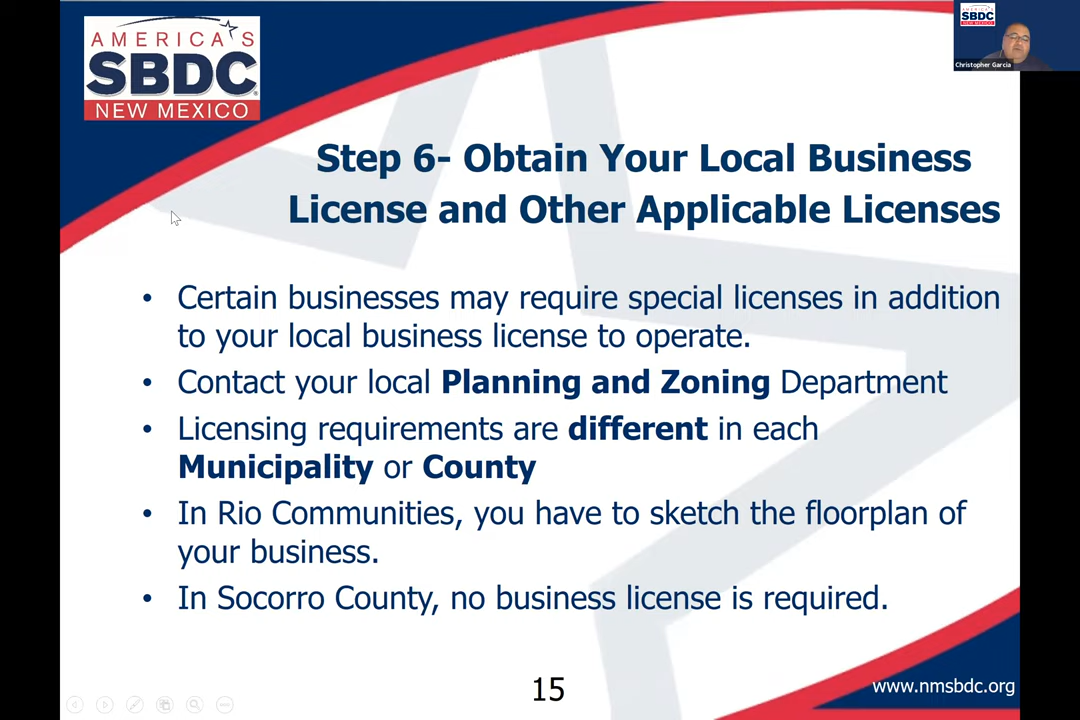 AMERICA'S
SBDC
NEW MEXICO
AMERICA'S
SBDC
NEW MEXICO
Christopher Garcia
Step 6- Obtain Your Local Business
License and Other Applicable Licenses
• Certain businesses may require special licenses in addition
to your local business license to operate.
• Contact your local Planning and Zoning Department
• Licensing requirements are different in each
Municipality or County
• In Rio Communities, you have to sketch the floorplan of
your business.
• In Socorro County, no business license is required.
15
www.nmsbdc.org